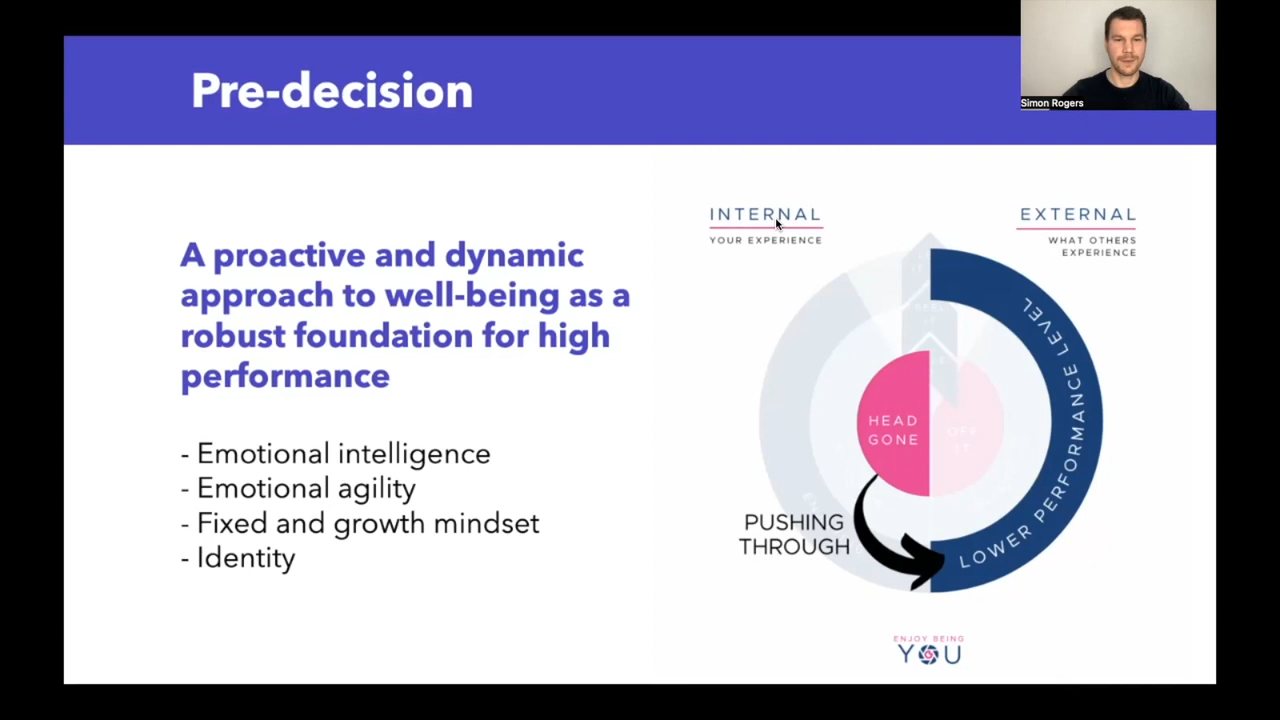 Pre-decision
Simon Rogers
A proactive and dynamic
approach to well-being as a
robust foundation for high
performance
- Emotional intelligence
- Emotional agility
- Fixed and growth mindset
- Identity
INTERNAL
YOUR EXPERIENCE
EXTERNAL
WHAT OTHERS
EXPERIENCE
LOWER PERFORMANCE LEVEL
HEAD
GONE
OFF
IT
PUSHING
THROUGH
ENJOY BEING
YOU